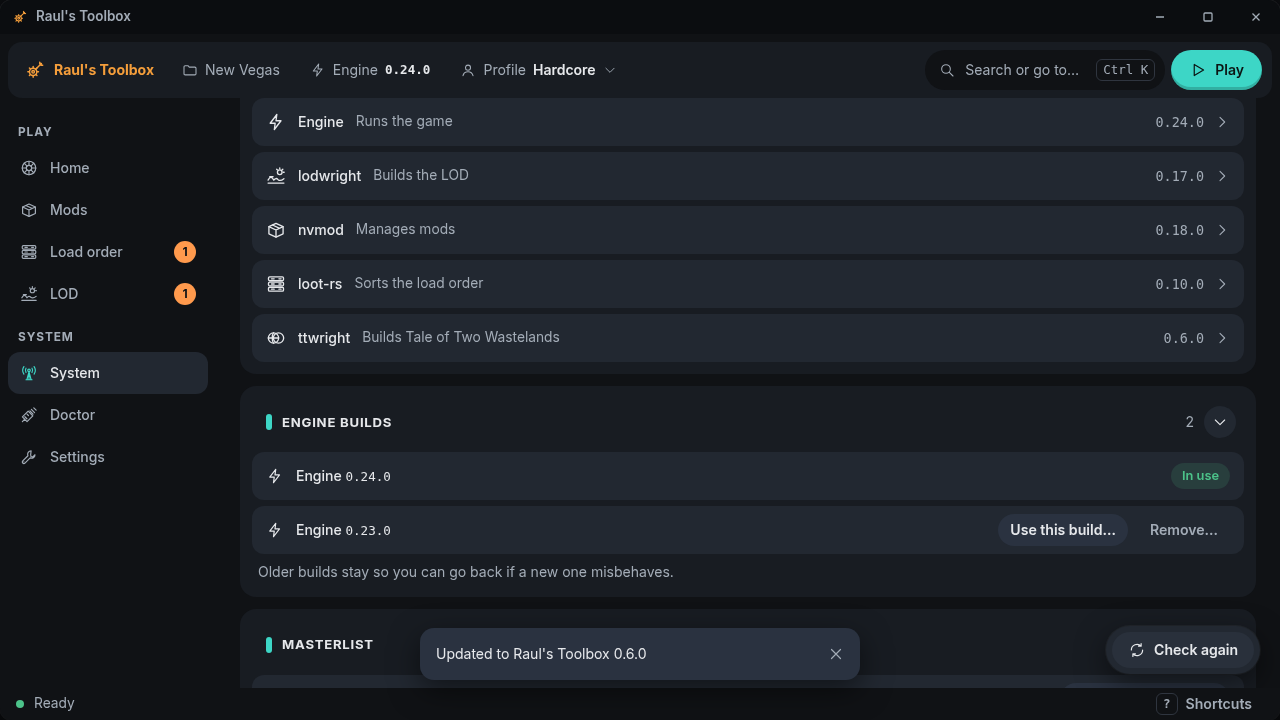 Raul's Toolbox
Raul's Toolbox
New Vegas
Engine 0.24.0
Profile Hardcore
Search or go to...
Ctrl K
Play
PLAY
Home
Mods
Load order 1
LOD 1
SYSTEM
System
Doctor
Settings
Engine Runs the game 0.24.0
lodwright Builds the LOD 0.17.0
nvmod Manages mods 0.18.0
loot-rs Sorts the load order 0.10.0
ttwright Builds Tale of Two Wastelands 0.6.0
ENGINE BUILDS 2
Engine 0.24.0 In use
Engine 0.23.0 Use this build... Remove...
Older builds stay so you can go back if a new one misbehaves.
MASTERLIST
Updated to Raul's Toolbox 0.6.0
Check again
Ready
? Shortcuts